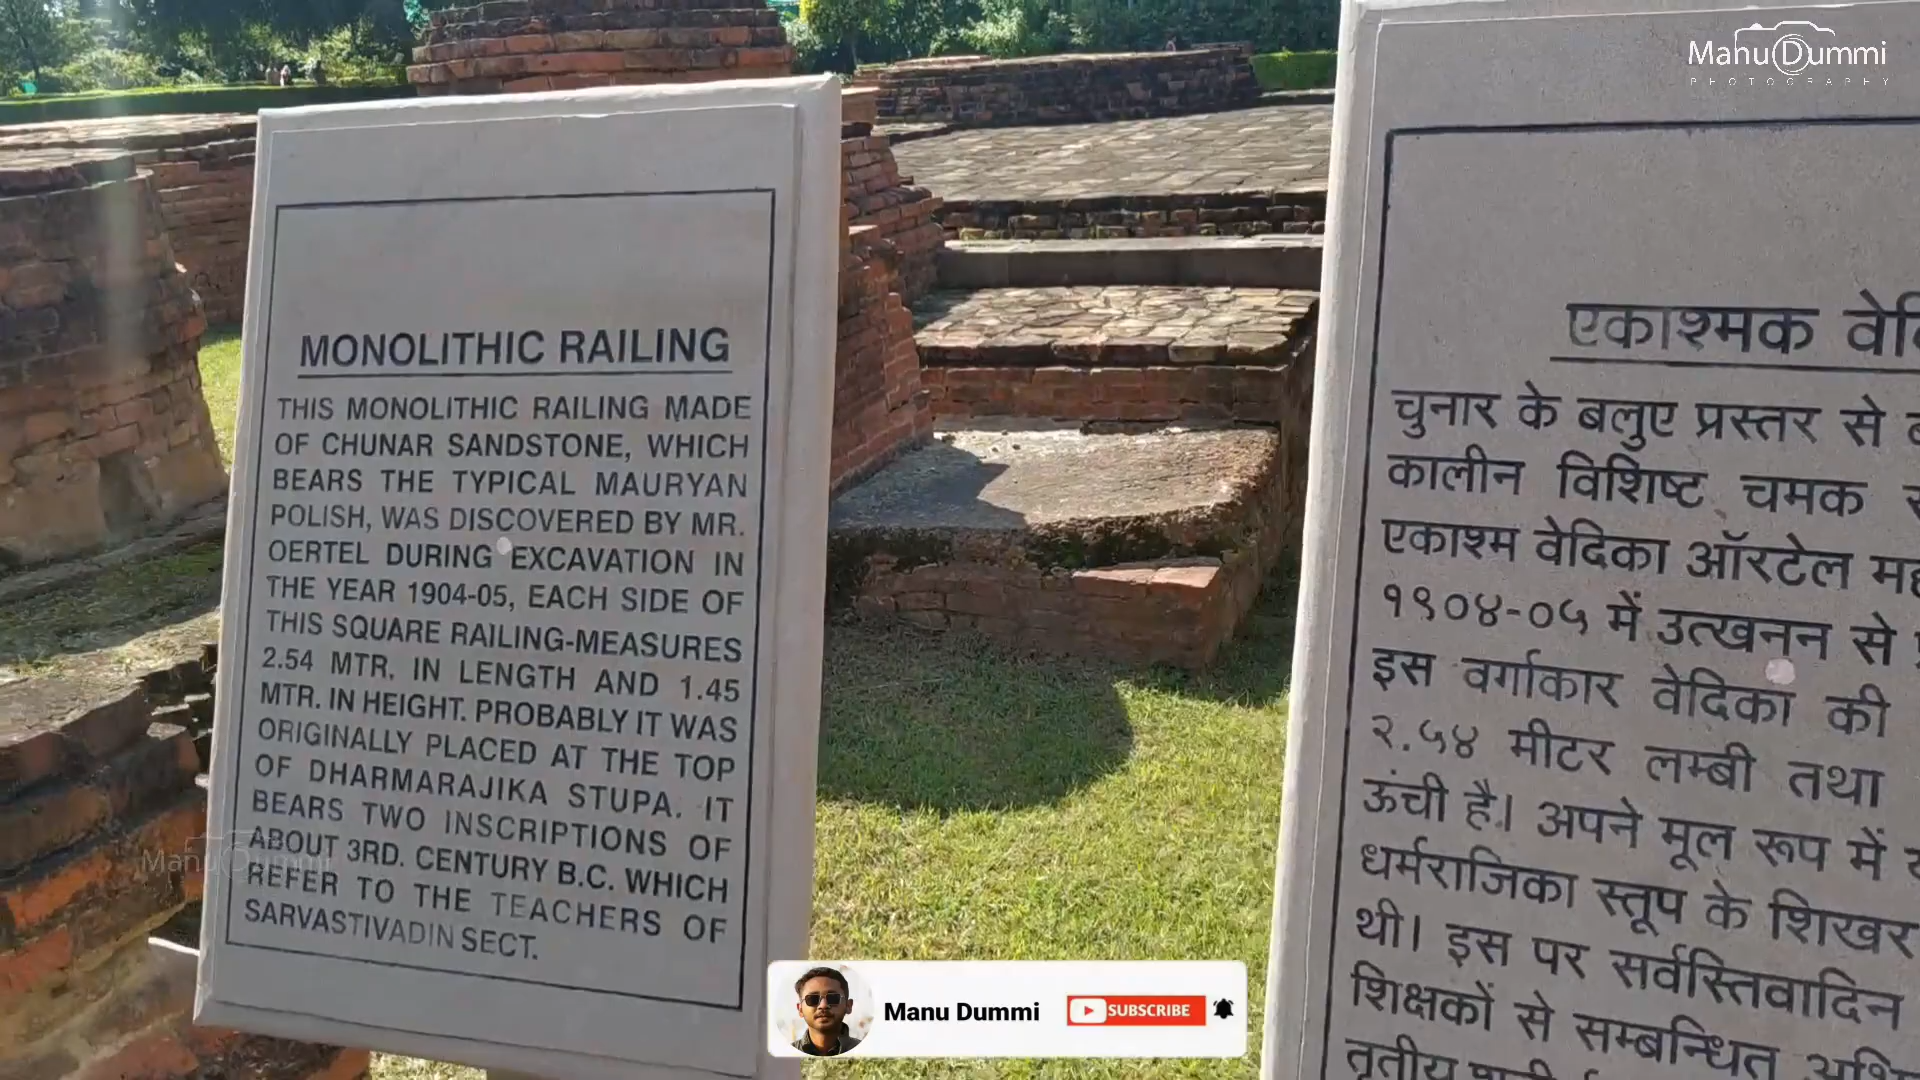 MONOLITHIC RAILING
THIS MONOLITHIC RAILING MADE
OF CHUNAR SANDSTONE, WHICH
BEARS THE TYPICAL MAURYAN
POLISH, WAS DISCOVERED BY MR.
OERTEL DURING EXCAVATION IN
THE YEAR 1904-05, EACH SIDE OF
THIS SQUARE RAILING-MEASURES
2.54 MTR. IN LENGTH AND 1.45
MTR. IN HEIGHT. PROBABLY IT WAS
ORIGINALLY PLACED AT THE TOP
OF DHARMARAJIKA STUPA. IT
BEARS TWO INSCRIPTIONS OF
ABOUT 3RD. CENTURY B.C. WHICH
REFER TO THE TEACHERS OF
SARVASTIVADIN SECT.
एकाश्मक
चुनार के बलुए प्रस्तर से
कालीन विशिष्ट चमक
एकाश्म वेदिका ऑरटेल
१९०४-०५ में उत्खनन से
इस वर्गाकार वेदिका की
२.५४ मीटर लम्बी तथा
ऊंची है। अपने मूल रूप में
धर्मराजिका स्तूप के शिखर
थी। इस पर सर्वस्तिवादिन
शिक्षकों से सम्बन्धित
तृतीय
Manu Dummi
PHOTOGRAPHY
Manu Dummi
Manu Dummi
SUBSCRIBE